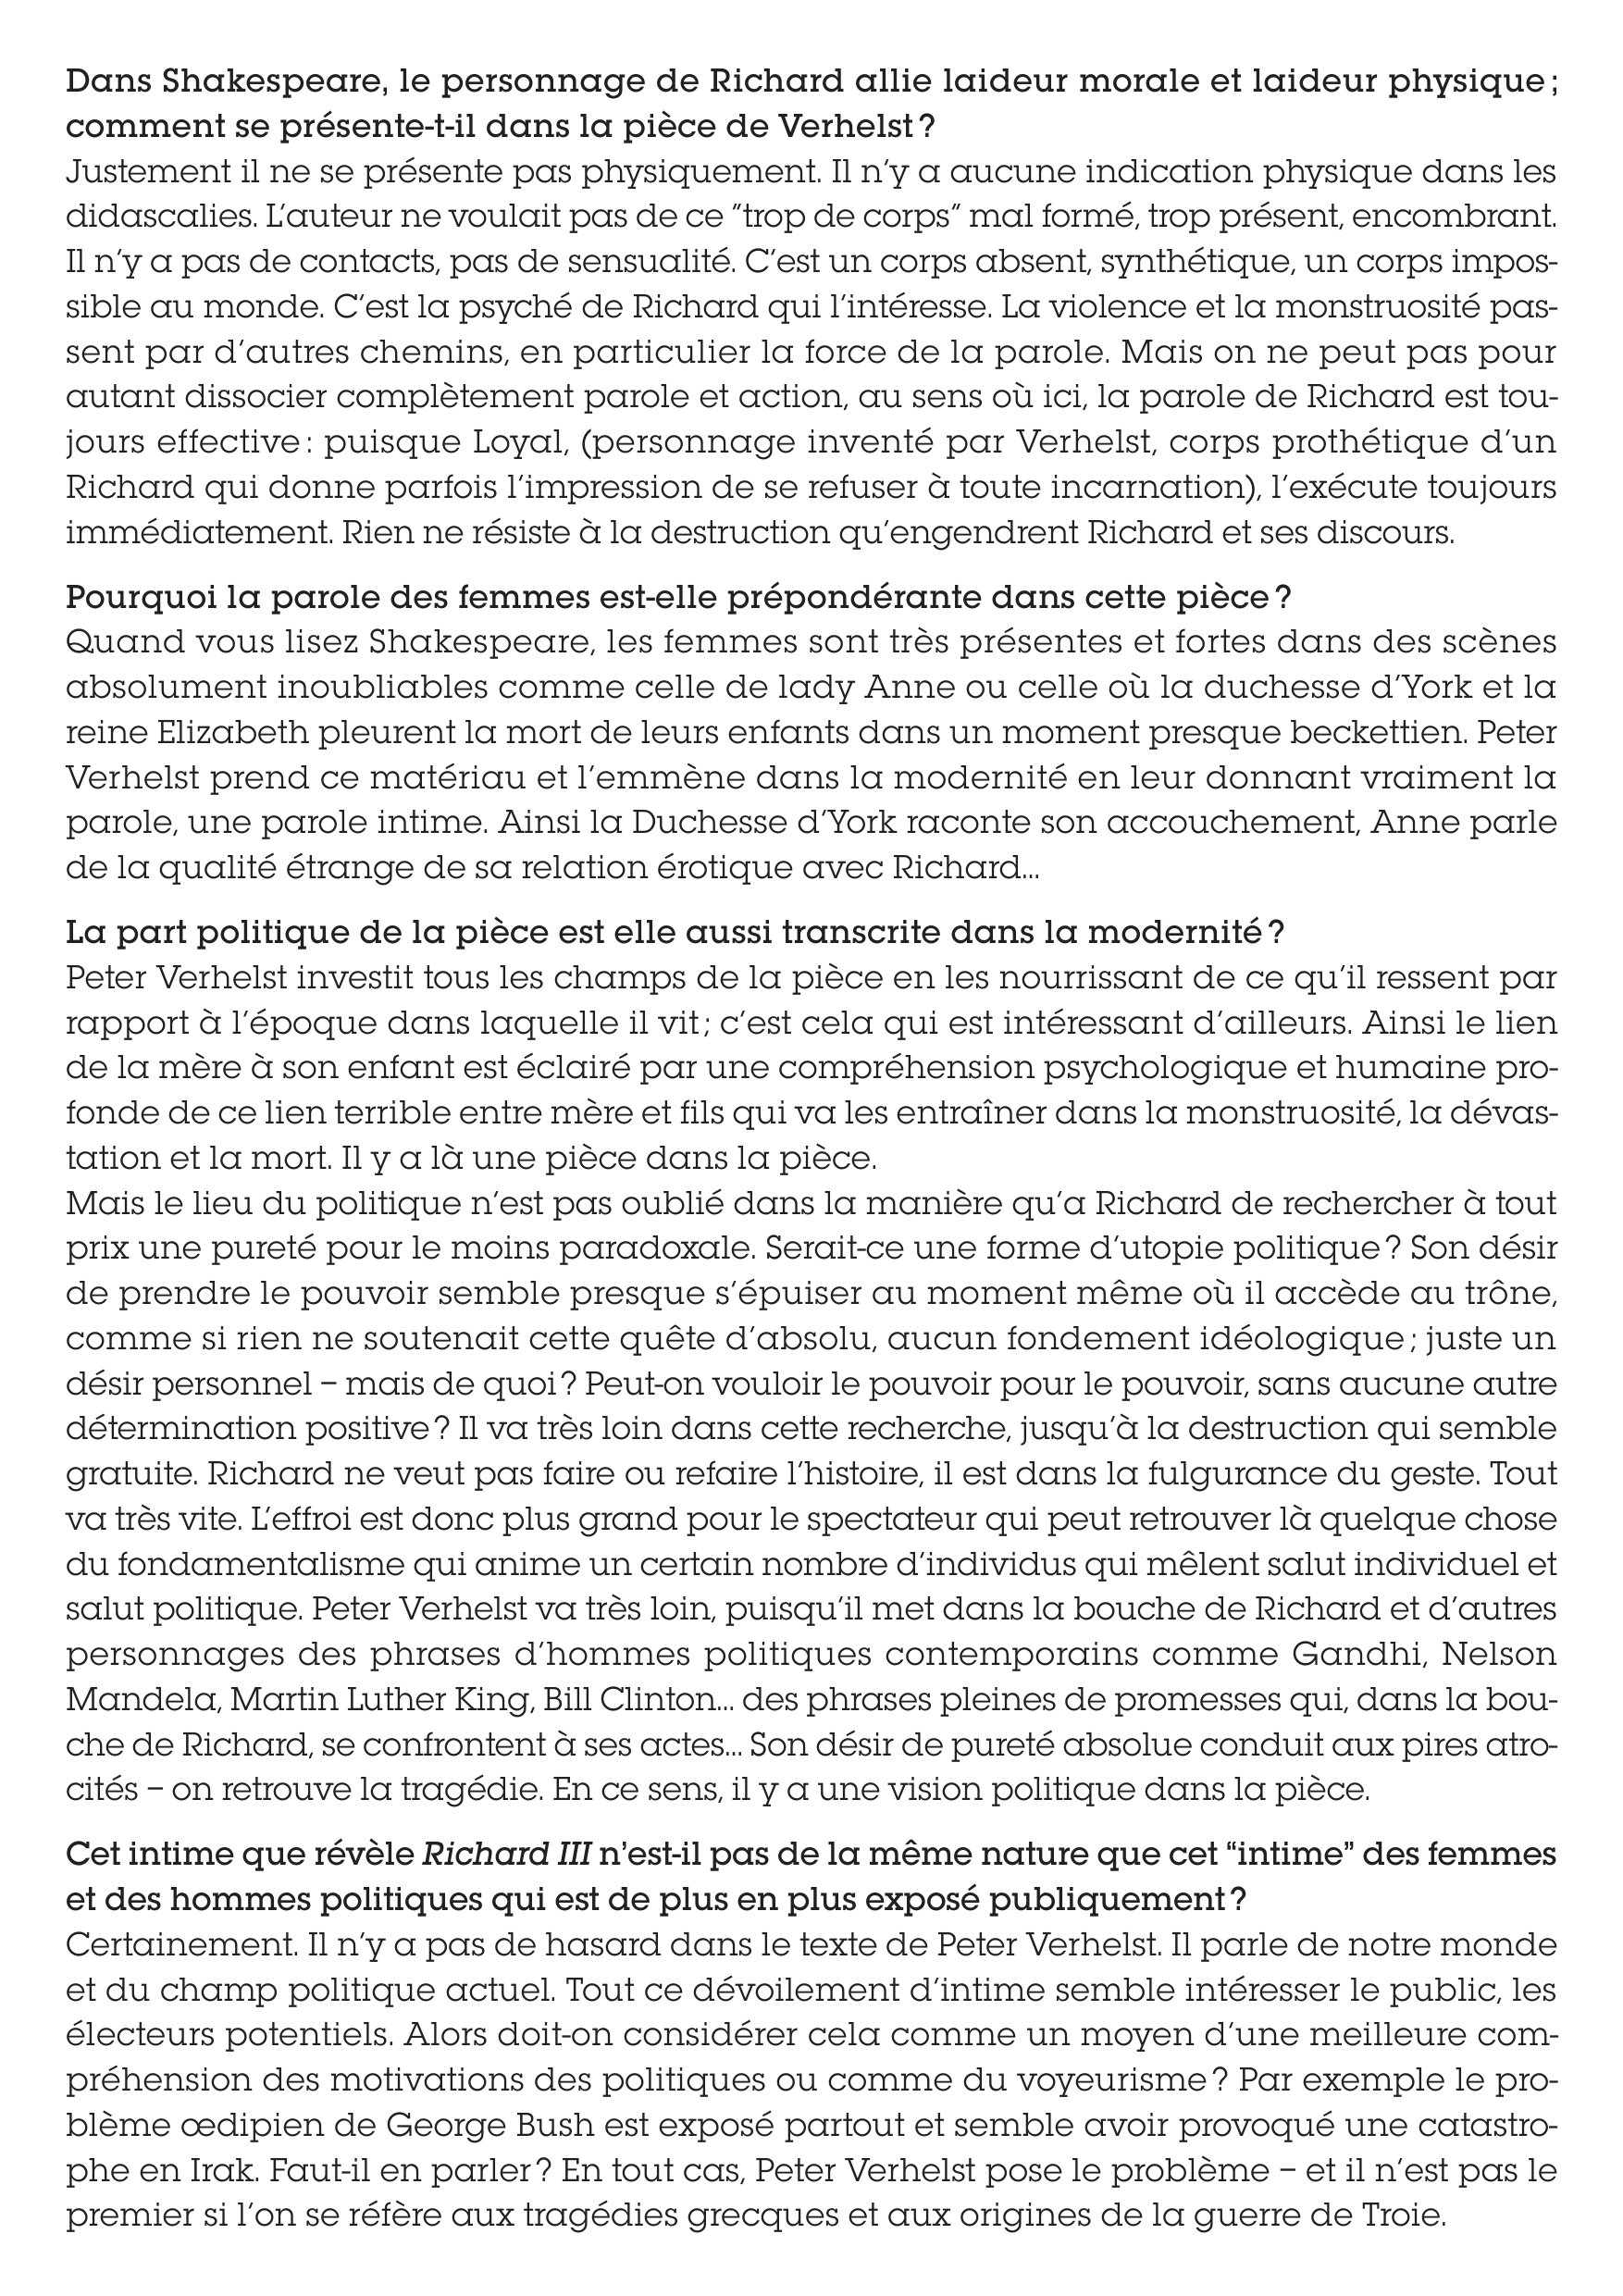 Dans Shakespeare, le personnage de Richard allie laideur morale et laideur physique ;
comment se présente-t-il dans la pièce de Verhelst ?
Justement il ne se présente pas physiquement. Il n’y a aucune indication physique dans les
didascalies. L’auteur ne voulait pas de ce “trop de corps” mal formé, trop présent, encombrant.
Il n’y a pas de contacts, pas de sensualité. C’est un corps absent, synthétique, un corps impos-
sible au monde. C’est la psyché de Richard qui l’intéresse. La violence et la monstruosité pas-
sent par d’autres chemins, en particulier la force de la parole. Mais on ne peut pas pour
autant dissocier complètement parole et action, au sens où ici, la parole de Richard est tou-
jours effective : puisque Loyal, (personnage inventé par Verhelst, corps prothétique d’un
Richard qui donne parfois l’impression de se refuser à toute incarnation), l’exécute toujours
immédiatement. Rien ne résiste à la destruction qu’engendrent Richard et ses discours.
Pourquoi la parole des femmes est-elle prépondérante dans cette pièce ?
Quand vous lisez Shakespeare, les femmes sont très présentes et fortes dans des scènes
absolument inoubliables comme celle de lady Anne ou celle où la duchesse d’York et la
reine Elizabeth pleurent la mort de leurs enfants dans un moment presque beckettien. Peter
Verhelst prend ce matériau et l’emmène dans la modernité en leur donnant vraiment la
parole, une parole intime. Ainsi la Duchesse d’York raconte son accouchement, Anne parle
de la qualité étrange de sa relation érotique avec Richard...
La part politique de la pièce est elle aussi transcrite dans la modernité ?
Peter Verhelst investit tous les champs de la pièce en les nourrissant de ce qu’il ressent par
rapport à l’époque dans laquelle il vit ; c’est cela qui est intéressant d’ailleurs. Ainsi le lien
de la mère à son enfant est éclairé par une compréhension psychologique et humaine pro-
fonde de ce lien terrible entre mère et fils qui va les entraîner dans la monstruosité, la dévas-
tation et la mort. Il y a là une pièce dans la pièce.
Mais le lieu du politique n’est pas oublié dans la manière qu’a Richard de rechercher à tout
prix une pureté pour le moins paradoxale. Serait-ce une forme d’utopie politique ? Son désir
de prendre le pouvoir semble presque s’épuiser au moment même où il accède au trône,
comme si rien ne soutenait cette quête d’absolu, aucun fondement idéologique ; juste un
désir personnel – mais de quoi ? Peut-on vouloir le pouvoir pour le pouvoir, sans aucune autre
détermination positive ? Il va très loin dans cette recherche, jusqu’à la destruction qui semble
gratuite. Richard ne veut pas faire ou refaire l’histoire, il est dans la fulgurance du geste. Tout
va très vite. L’effroi est donc plus grand pour le spectateur qui peut retrouver là quelque chose
du fondamentalisme qui anime un certain nombre d’individus qui mêlent salut individuel et
salut politique. Peter Verhelst va très loin, puisqu’il met dans la bouche de Richard et d’autres
personnages des phrases d’hommes politiques contemporains comme Gandhi, Nelson
Mandela, Martin Luther King, Bill Clinton... des phrases pleines de promesses qui, dans la bou-
che de Richard, se confrontent à ses actes... Son désir de pureté absolue conduit aux pires atro-
cités – on retrouve la tragédie. En ce sens, il y a une vision politique dans la pièce.
Cet intime que révèle Richard III n’est-il pas de la même nature que cet “intime” des femmes
et des hommes politiques qui est de plus en plus exposé publiquement ?
Certainement. Il n’y a pas de hasard dans le texte de Peter Verhelst. Il parle de notre monde
et du champ politique actuel. Tout ce dévoilement d’intime semble intéresser le public, les
électeurs potentiels. Alors doit-on considérer cela comme un moyen d’une meilleure com-
préhension des motivations des politiques ou comme du voyeurisme ? Par exemple le pro-
blème œdipien de George Bush est exposé partout et semble avoir provoqué une catastro-
phe en Irak. Faut-il en parler ? En tout cas, Peter Verhelst pose le problème – et il n’est pas le
premier si l’on se réfère aux tragédies grecques et aux origines de la guerre de Troie.